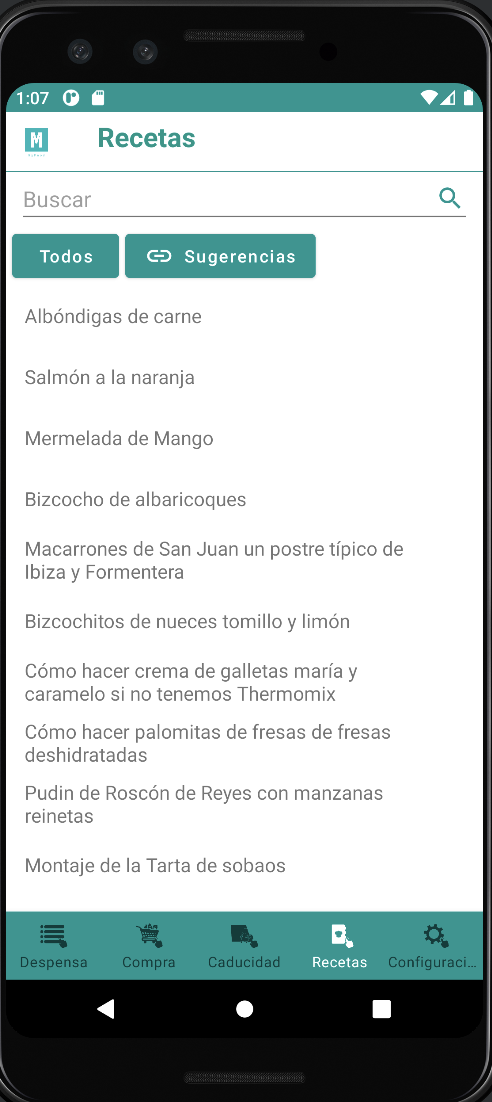 1:07
M
Recetas
Buscar
Todos
Sugerencias
Albóndigas de carne
Salmón a la naranja
Mermelada de Mango
Bizcocho de albaricoques
Macarrones de San Juan un postre típico de
Ibiza y Formentera
Bizcochitos de nueces tomillo y limón
Cómo hacer crema de galletas maría y
caramelo si no tenemos Thermomix
Cómo hacer palomitas de fresas de fresas
deshidratadas
Pudin de Roscón de Reyes con manzanas
reinetas
Montaje de la Tarta de sobaos
Despensa
Compra
Caducidad
Recetas
Configuraci...